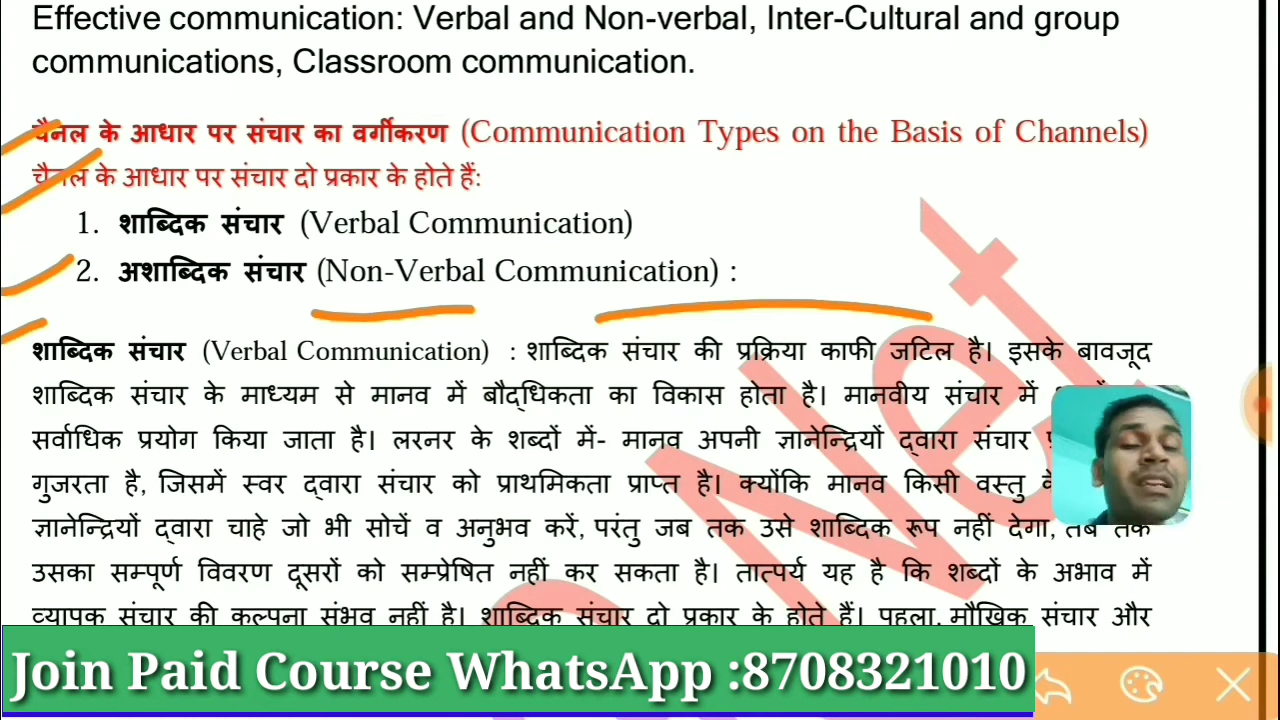 Effective communication: Verbal and Non-verbal, Inter-Cultural and group
communications, Classroom communication.
चैनल के आधार पर संचार का वर्गीकरण (Communication Types on the Basis of Channels)
चैनल के आधार पर संचार दो प्रकार के होते हैं:
1. शाब्दिक संचार (Verbal Communication)
2. अशाब्दिक संचार (Non-Verbal Communication) :
शाब्दिक संचार (Verbal Communication) : शाब्दिक संचार की प्रक्रिया काफी जटिल है। इसके बावजूद
शाब्दिक संचार के माध्यम से मानव में बौद्धिकता का विकास होता है। मानवीय संचार में
सर्वाधिक प्रयोग किया जाता है। लरनर के शब्दों में- मानव अपनी ज्ञानेन्द्रियों द्वारा संचार
गुजरता है, जिसमें स्वर द्वारा संचार को प्राथमिकता प्राप्त है। क्योंकि मानव किसी वस्तु
ज्ञानेन्द्रियों द्वारा चाहे जो भी सोचें व अनुभव करें, परंतु जब तक उसे शाब्दिक रूप नहीं देगा, तब तक
उसका सम्पूर्ण विवरण दूसरों को सम्प्रेषित नहीं कर सकता है। तात्पर्य यह है कि शब्दों के अभाव में
व्यापक संचार की कल्पना संभव नहीं है। शाब्दिक संचार दो प्रकार के होते हैं। पहला, मौखिक संचार और
Net
Join Paid Course WhatsApp :8708321010